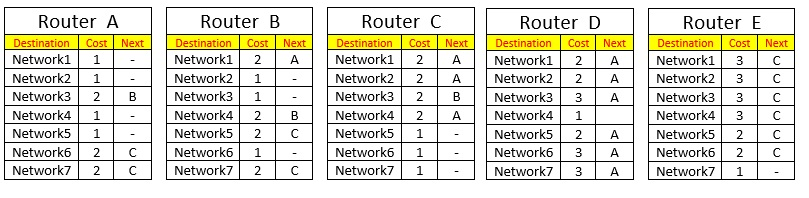 Router A
Destination Cost Next
Network1 1 -
Network2 1 -
Network3 2 B
Network4 1 -
Network5 1 -
Network6 2 C
Network7 2 C
Router B
Destination Cost Next
Network1 2 A
Network2 1 -
Network3 1 -
Network4 2 B
Network5 2 C
Network6 1 -
Network7 2 C
Router C
Destination Cost Next
Network1 2 A
Network2 2 A
Network3 2 B
Network4 2 A
Network5 1 -
Network6 1 -
Network7 1 -
Router D
Destination Cost Next
Network1 2 A
Network2 2 A
Network3 3 A
Network4 1
Network5 2 A
Network6 3 A
Network7 3 A
Router E
Destination Cost Next
Network1 3 C
Network2 3 C
Network3 3 C
Network4 3 C
Network5 2 C
Network6 2 C
Network7 1 -